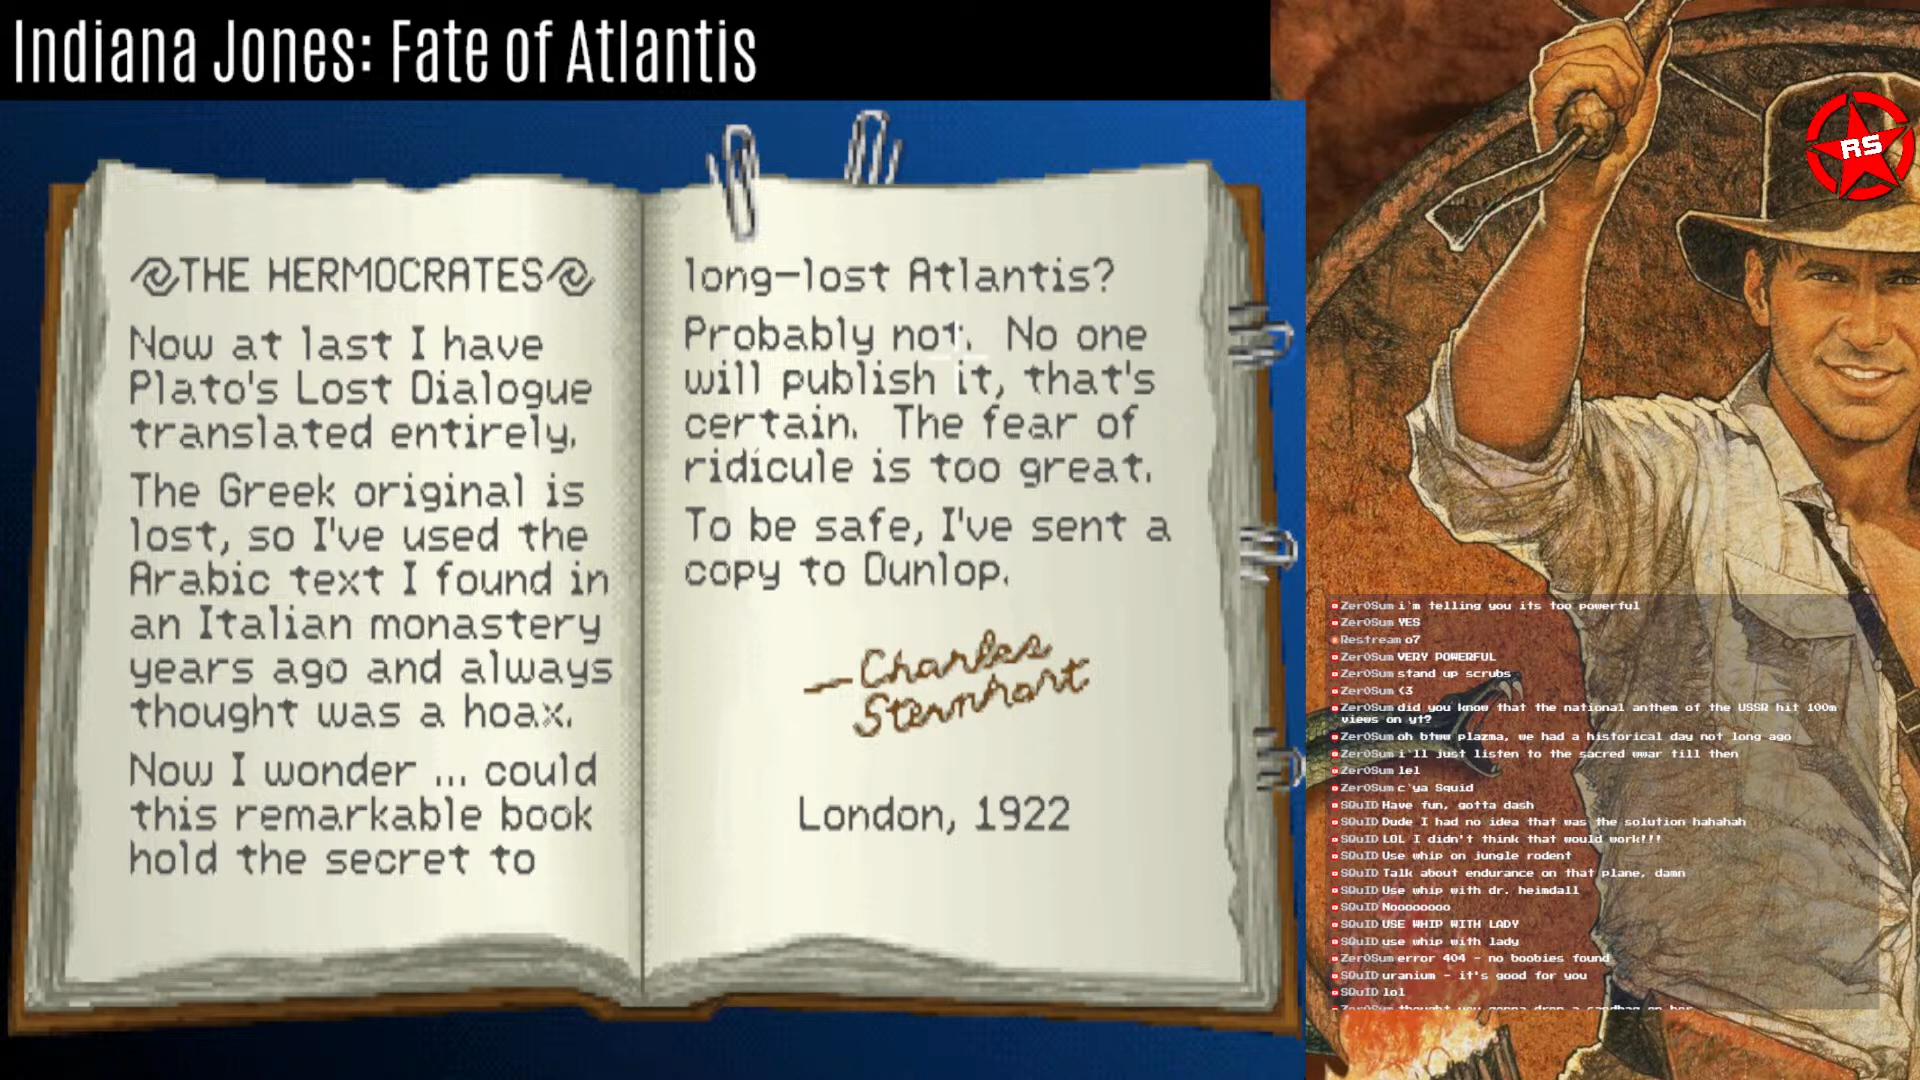 Indiana Jones: Fate of Atlantis
RS
THE HERMOCRATES
Now at last I have
Plato's Lost Dialogue
translated entirely.
The Greek original is
lost, so I've used the
Arabic text I found in
an Italian monastery
years ago and always
thought was a hoax.
Now I wonder ... could
this remarkable book
hold the secret to
long-lost Atlantis?
Probably not. No one
will publish it, that's
certain. The fear of
ridicule is too great.
To be safe, I've sent a
copy to Dunlop.
—Charles
Sternhart
London, 1922
Zer0Sum i'm telling you its too powerful
Zer0Sum YES
Restream o7
Zer0Sum VERY POWERFUL
Zer0Sum stand up scrubs
Zer0Sum <3
Zer0Sum did you know that the national anthem of the USSR hit 100m
views on yt?
Zer0Sum oh btww plazma, we had a historical day not long ago
Zer0Sum i'll just listen to the sacred wwar till then
Zer0Sum lel
Zer0Sum c'ya Squid
SQuID Have fun, gotta dash
SQuID Dude I had no idea that was the solution hahahah
SQuID LOL I didn't think that would work!!!
SQuID Use whip on jungle rodent
SQuID Talk about endurance on that plane, damn
SQuID Use whip with dr. heimdall
SQuID Noooooooo
SQuID USE WHIP WITH LADY
SQuID use whip with lady
Zer0Sum error 404 - no boobies found
SQuID uranium - it's good for you
SQuID lol
Zer0Sum thought you gonna drop a sandbag on her